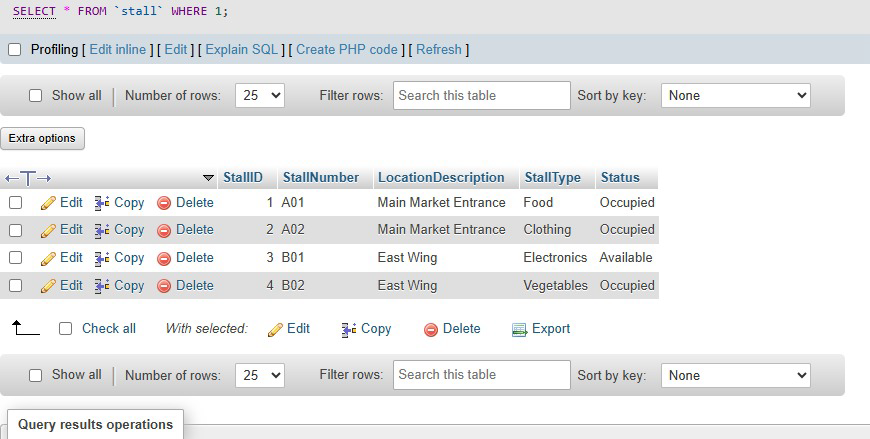 SELECT * FROM `stall` WHERE 1;
Profiling [ Edit inline ] [ Edit ] [ Explain SQL ] [ Create PHP code ] [ Refresh ]
Show all Number of rows: 25 Filter rows: Search this table Sort by key: None
Extra options
←T→ StallID StallNumber LocationDescription StallType Status
Edit Copy Delete 1 A01 Main Market Entrance Food Occupied
Edit Copy Delete 2 A02 Main Market Entrance Clothing Occupied
Edit Copy Delete 3 B01 East Wing Electronics Available
Edit Copy Delete 4 B02 East Wing Vegetables Occupied
Check all With selected: Edit Copy Delete Export
Show all Number of rows: 25 Filter rows: Search this table Sort by key: None
Query results operations